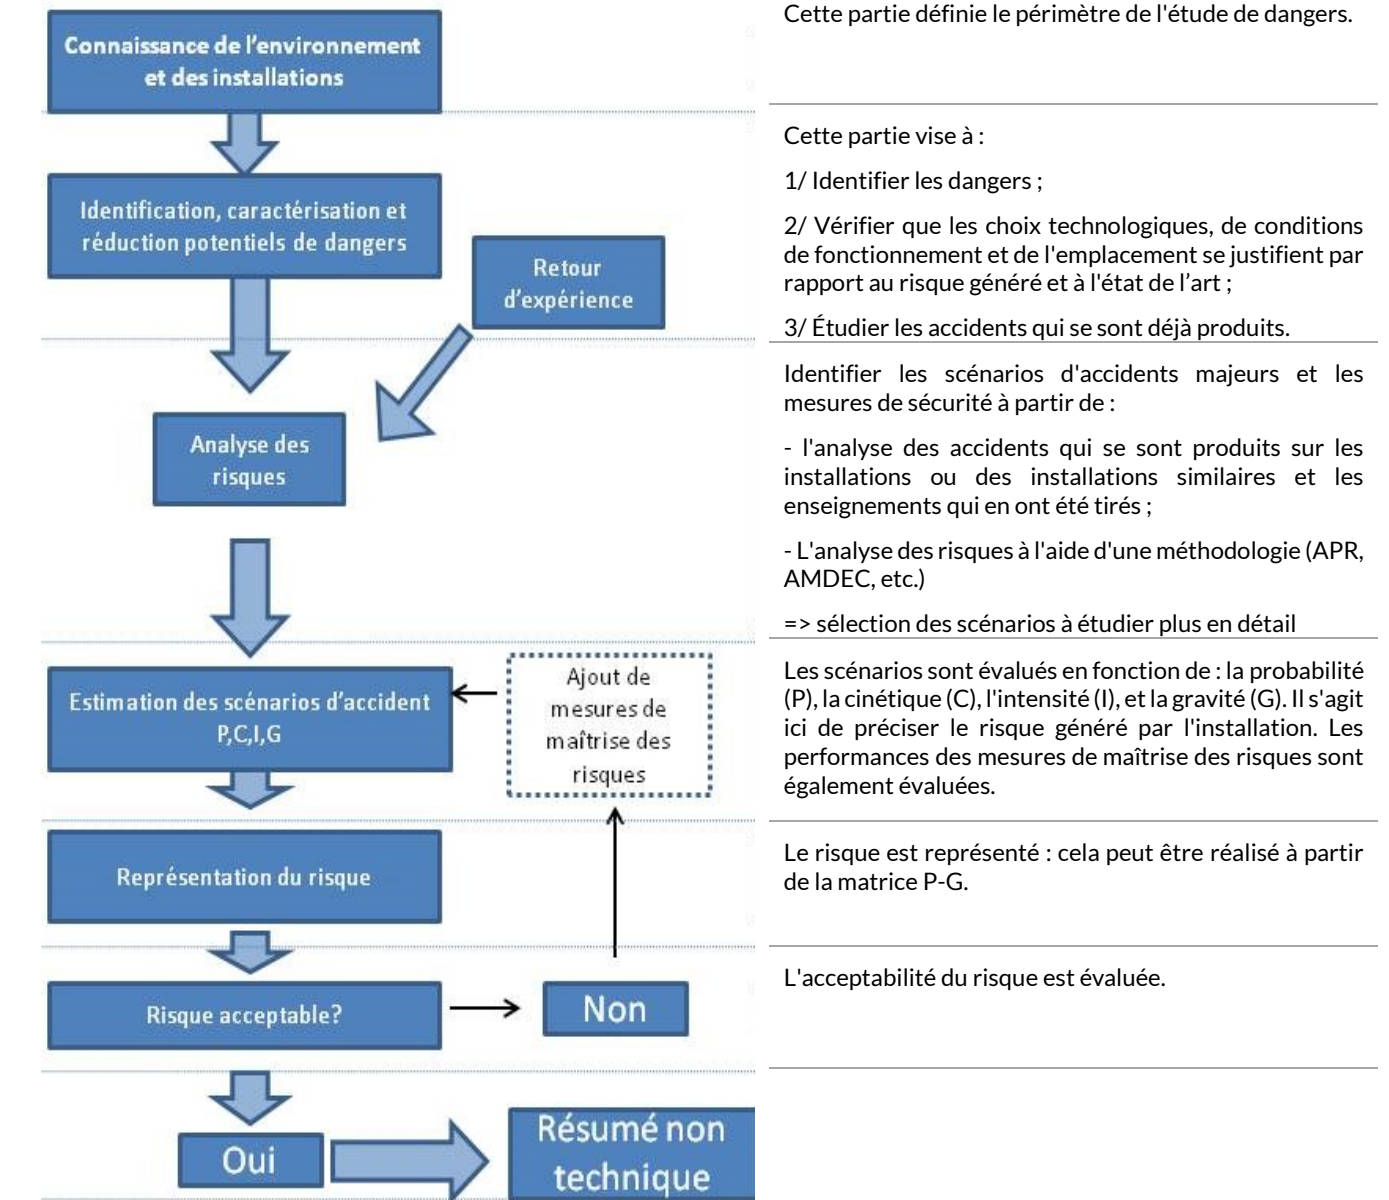 Connaissance de l’environnement
et des installations
Cette partie définie le périmètre de l'étude de dangers.
Identification, caractérisation et
réduction potentiels de dangers
Retour
d’expérience
Cette partie vise à :
1/ Identifier les dangers ;
2/ Vérifier que les choix technologiques, de conditions
de fonctionnement et de l'emplacement se justifient par
rapport au risque généré et à l'état de l’art ;
3/ Étudier les accidents qui se sont déjà produits.
Analyse des
risques
Identifier les scénarios d'accidents majeurs et les
mesures de sécurité à partir de :
- l'analyse des accidents qui se sont produits sur les
installations ou des installations similaires et les
enseignements qui en ont été tirés ;
- L'analyse des risques à l'aide d'une méthodologie (APR,
AMDEC, etc.)
=> sélection des scénarios à étudier plus en détail
Estimation des scénarios d’accident
P,C,I,G
Ajout de
mesures de
maîtrise des
risques
Les scénarios sont évalués en fonction de : la probabilité
(P), la cinétique (C), l'intensité (I), et la gravité (G). Il s'agit
ici de préciser le risque généré par l'installation. Les
performances des mesures de maîtrise des risques sont
également évaluées.
Représentation du risque
Le risque est représenté : cela peut être réalisé à partir
de la matrice P-G.
Risque acceptable?
Non
L'acceptabilité du risque est évaluée.
Oui
Résumé non
technique